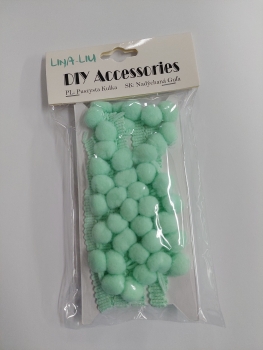 LINA-LIU
DIY Accessories
PL: Puszysta Kulka SK: Nadýchaná Guľa